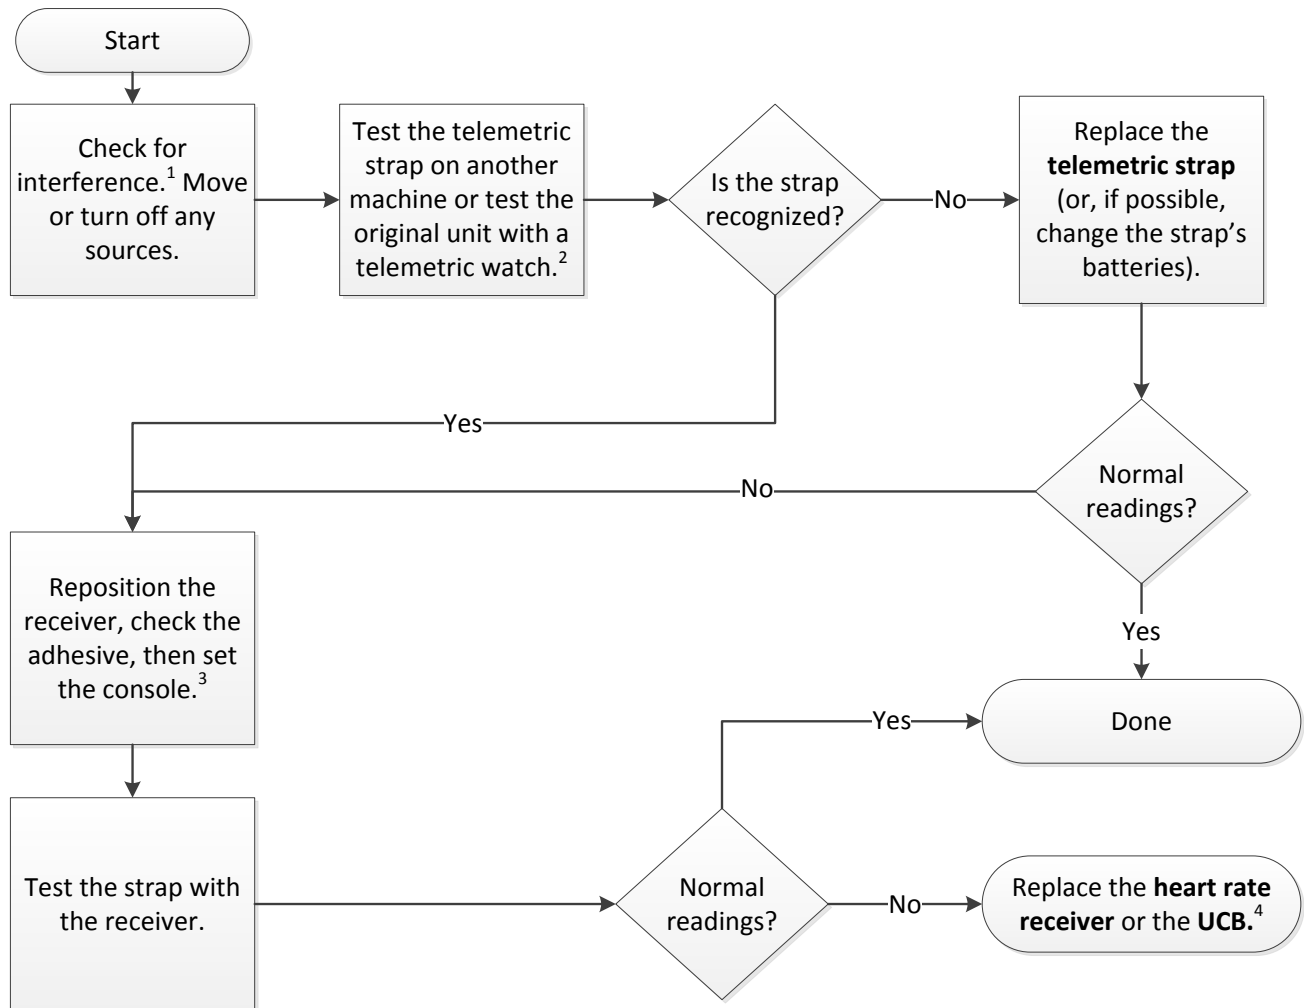 Start
Check for
interference.¹ Move
or turn off any
sources.
Test the telemetric
strap on another
machine or test the
original unit with a
telemetric watch.²
Is the strap
recognized?
No
Replace the
telemetric strap
(or, if possible,
change the strap’s
batteries).
Yes
No
Normal
readings?
Yes
Reposition the
receiver, check the
adhesive, then set
the console.³
Yes
Done
Test the strap with
the receiver.
Normal
readings?
No
Replace the heart rate
receiver or the UCB.⁴